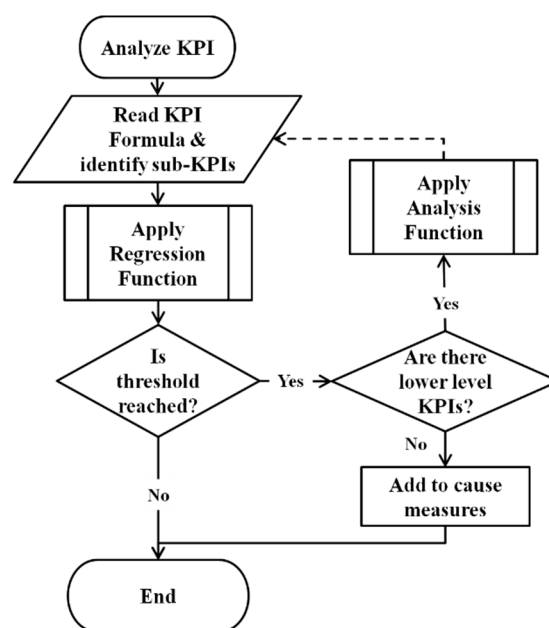 Analyze KPI
Read KPI
Formula &
identify sub-KPIs
Apply
Regression
Function
Apply
Analysis
Function
Yes
Is
threshold
reached?
Yes
Are there
lower level
KPIs?
No
No
Add to cause
measures
End